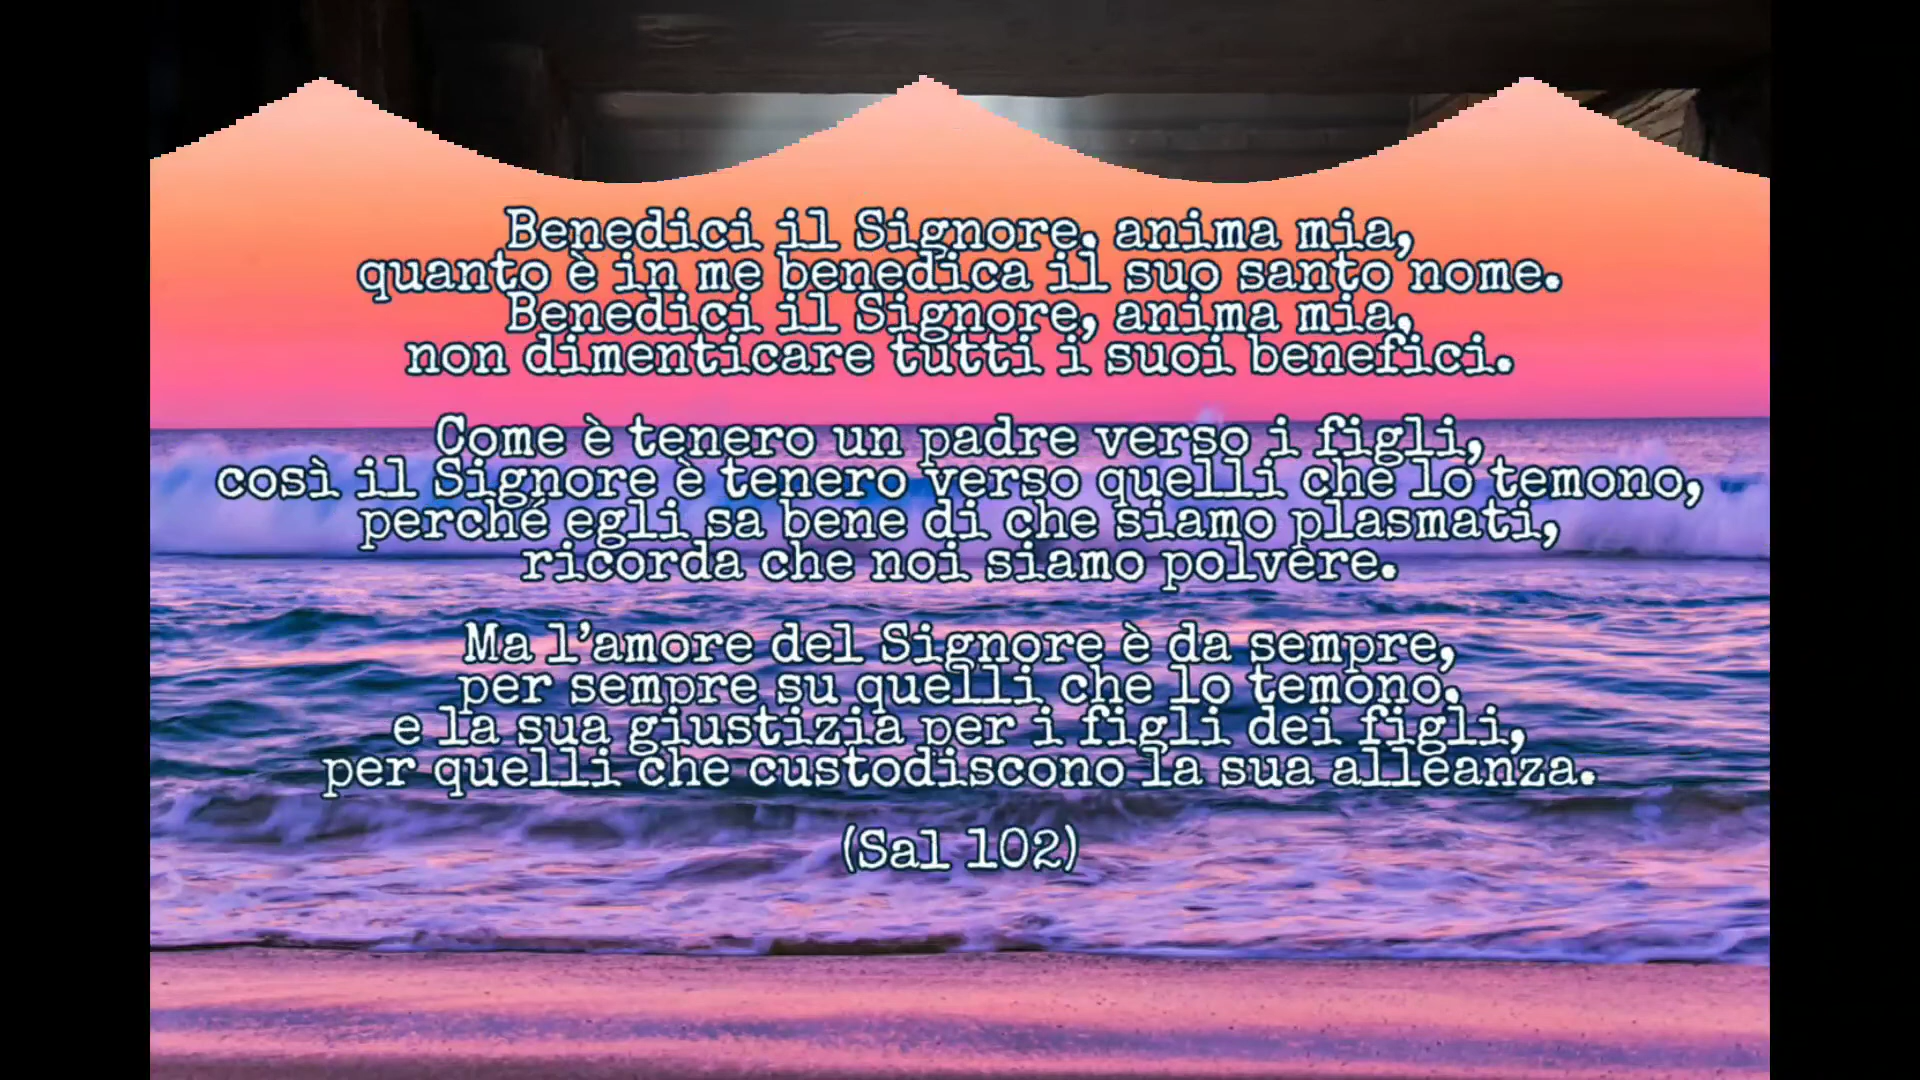 Benedici il Signore, anima mia,
quanto è in me benedica il suo santo nome.
Benedici il Signore, anima mia,
non dimenticare tutti i suoi benefici.
Come è tenero un padre verso i figli,
così il Signore è tenero verso quelli che lo temono,
perché egli sa bene di che siamo plasmati,
ricorda che noi siamo polvere.
Ma l’amore del Signore è da sempre,
per sempre su quelli che lo temono,
e la sua giustizia per i figli dei figli,
per quelli che custodiscono la sua alleanza.
(Sal 102)